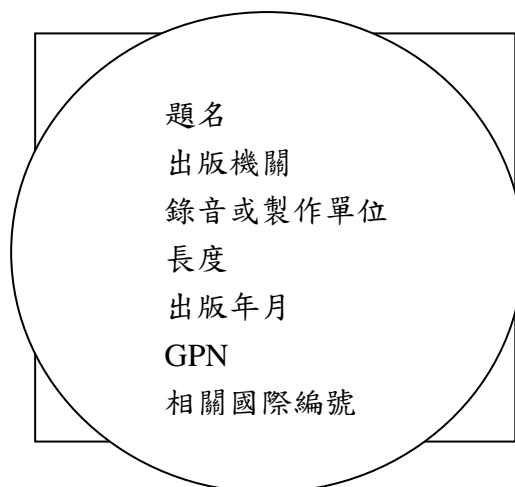 題名
出版機關
錄音或製作單位
長度
出版年月
GPN
相關國際編號